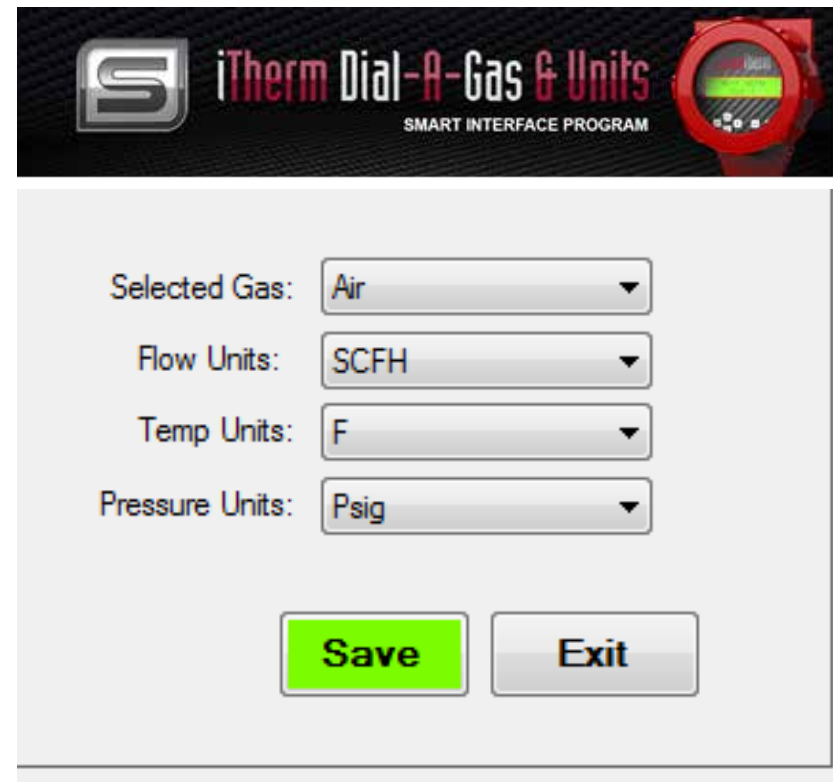 S
iTherm Dial-A-Gas & Units
SMART INTERFACE PROGRAM
Selected Gas: Air
Flow Units: SCFH
Temp Units: F
Pressure Units: Psig
Save Exit